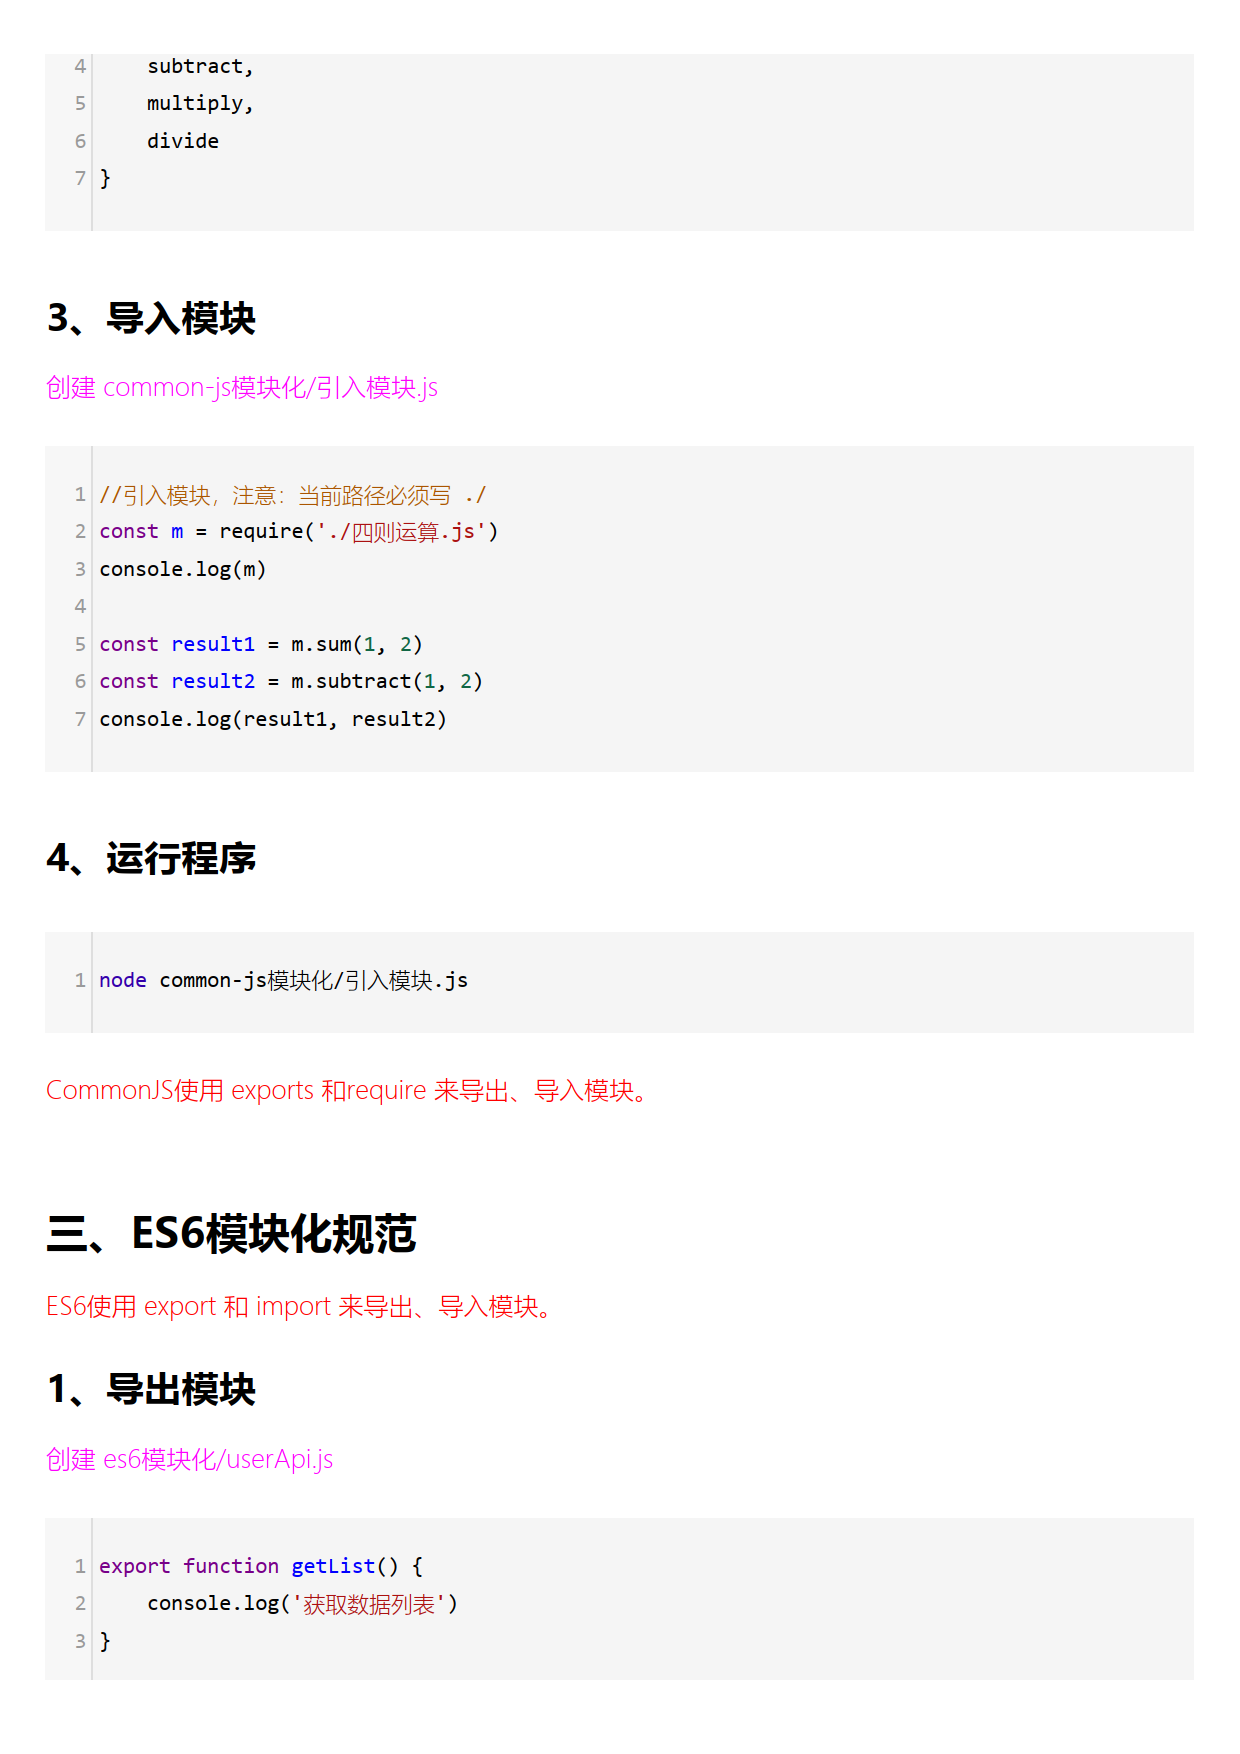 4     subtract,
5     multiply,
6     divide
7 }
3、导入模块
创建 common-js模块化/引入模块.js
1 //引入模块，注意：当前路径必须写 ./
2 const m = require('./四则运算.js')
3 console.log(m)
4
5 const result1 = m.sum(1, 2)
6 const result2 = m.subtract(1, 2)
7 console.log(result1, result2)
4、运行程序
1 node common-js模块化/引入模块.js
CommonJS使用 exports 和require 来导出、导入模块。
三、ES6模块化规范
ES6使用 export 和 import 来导出、导入模块。
1、导出模块
创建 es6模块化/userApi.js
1 export function getList() {
2     console.log('获取数据列表')
3 }